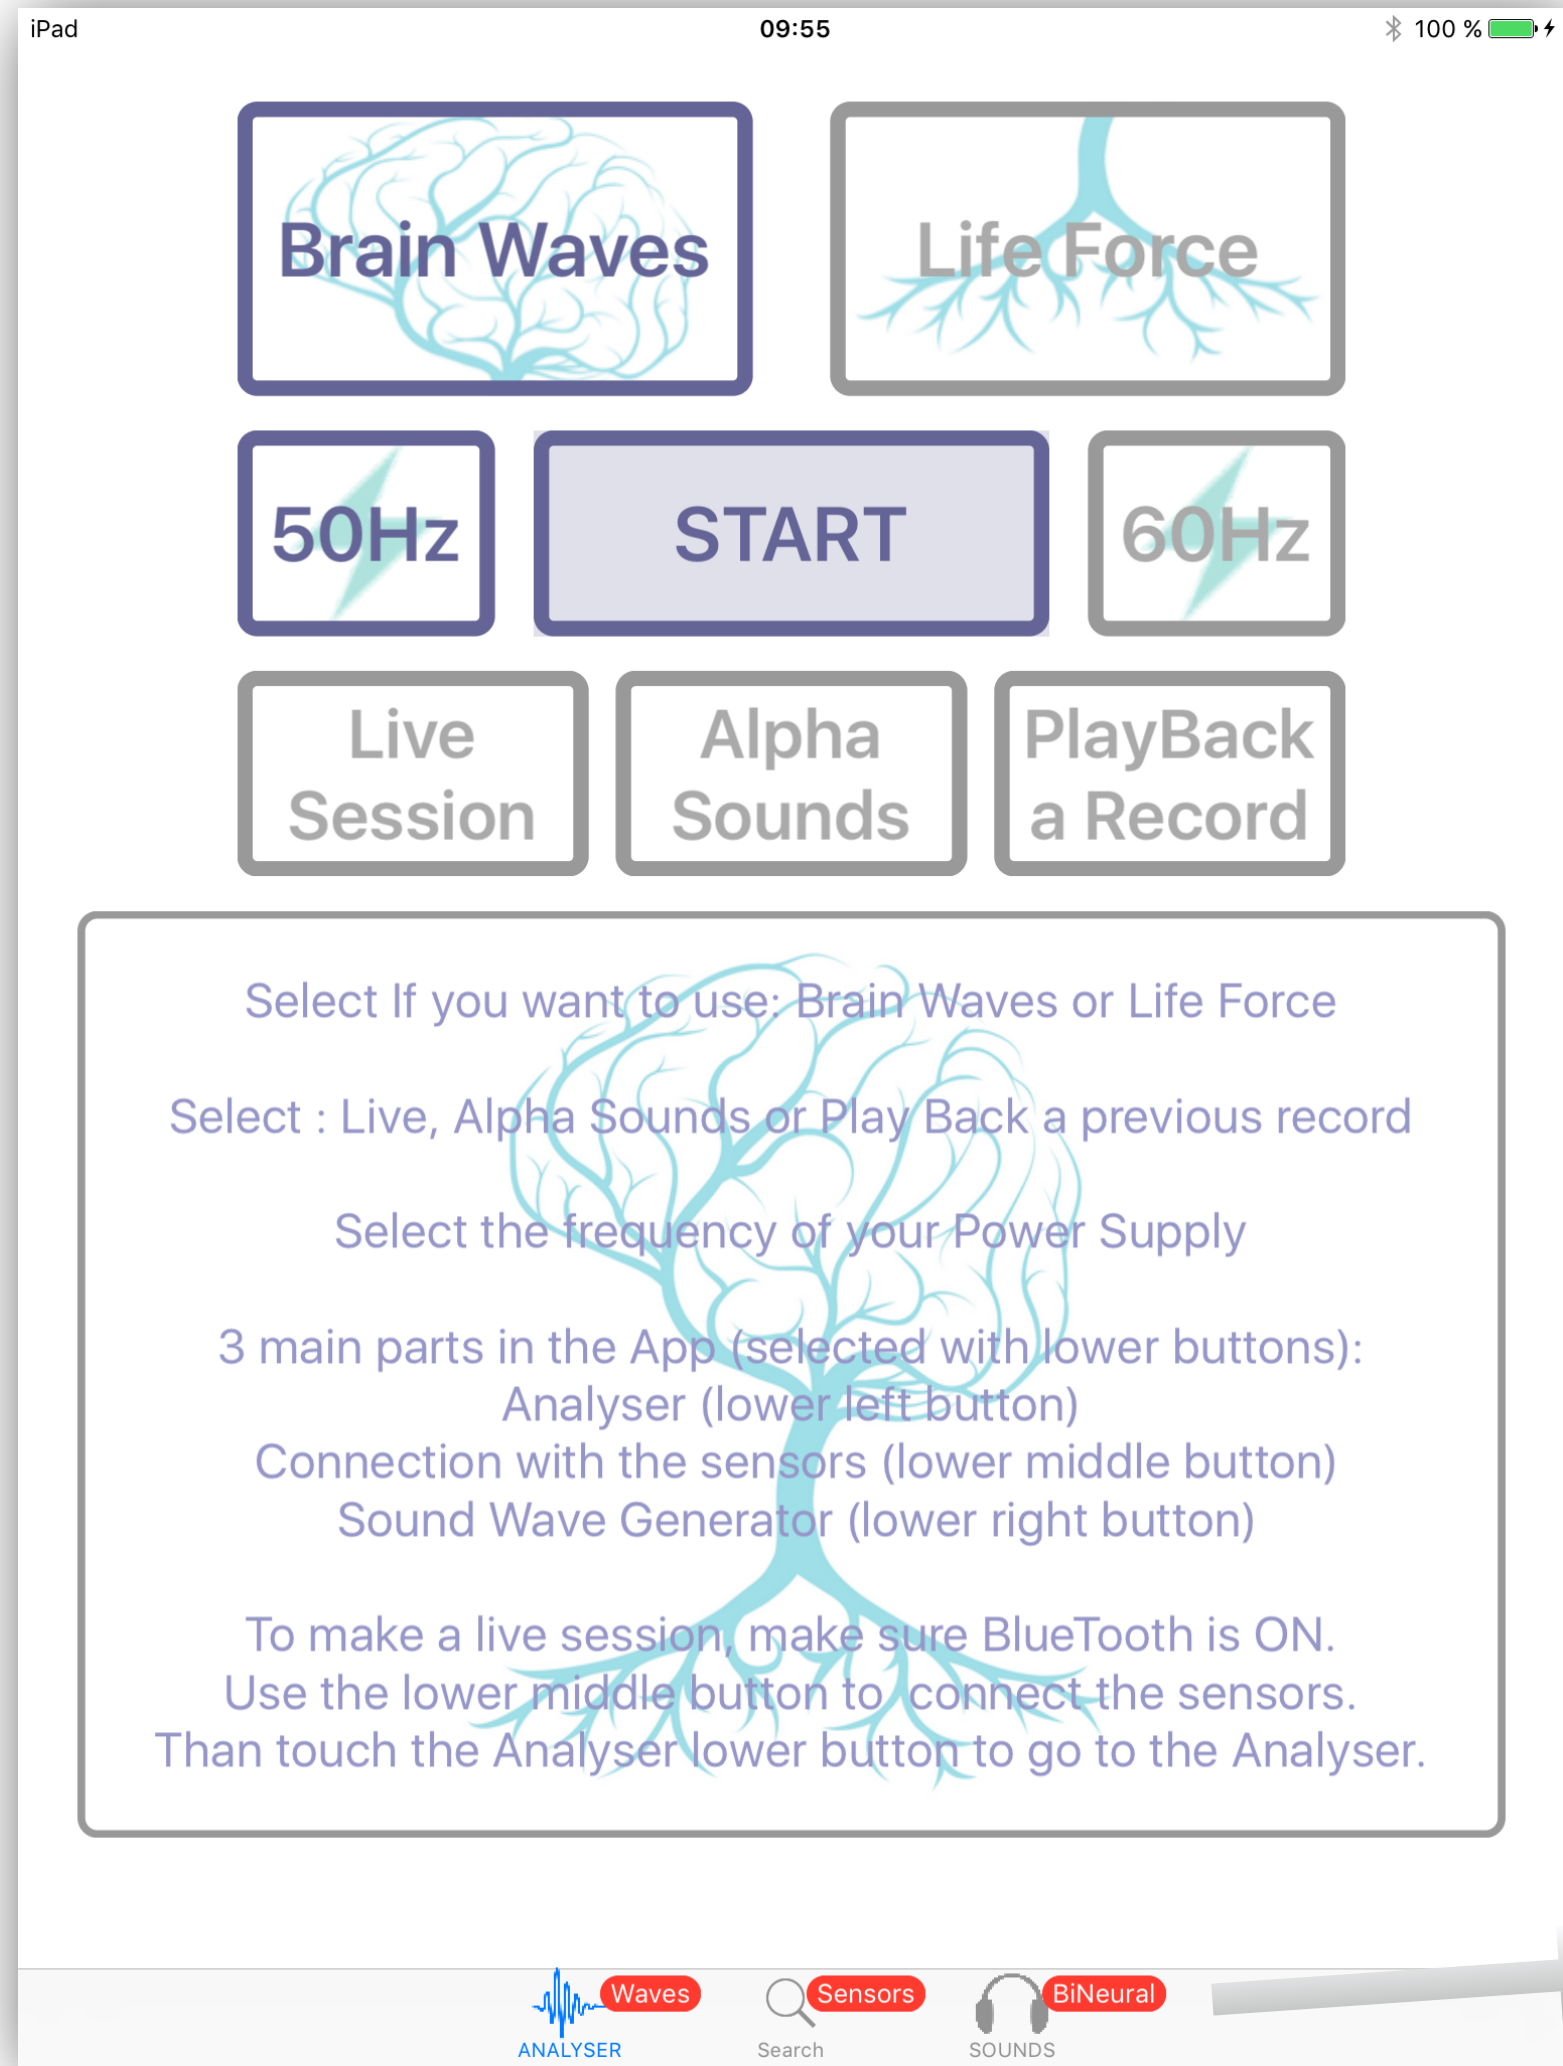 iPad
09:55
100 %
Brain Waves
Life Force
50Hz
START
60Hz
Live
Session
Alpha
Sounds
PlayBack
a Record
Select If you want to use: Brain Waves or Life Force
Select : Live, Alpha Sounds or Play Back a previous record
Select the frequency of your Power Supply
3 main parts in the App (selected with lower buttons):
Analyser (lower left button)
Connection with the sensors (lower middle button)
Sound Wave Generator (lower right button)
To make a live session, make sure BlueTooth is ON.
Use the lower middle button to  connect the sensors.
Than touch the Analyser lower button to go to the Analyser.
Waves
Sensors
BiNeural
ANALYSER
Search
SOUNDS